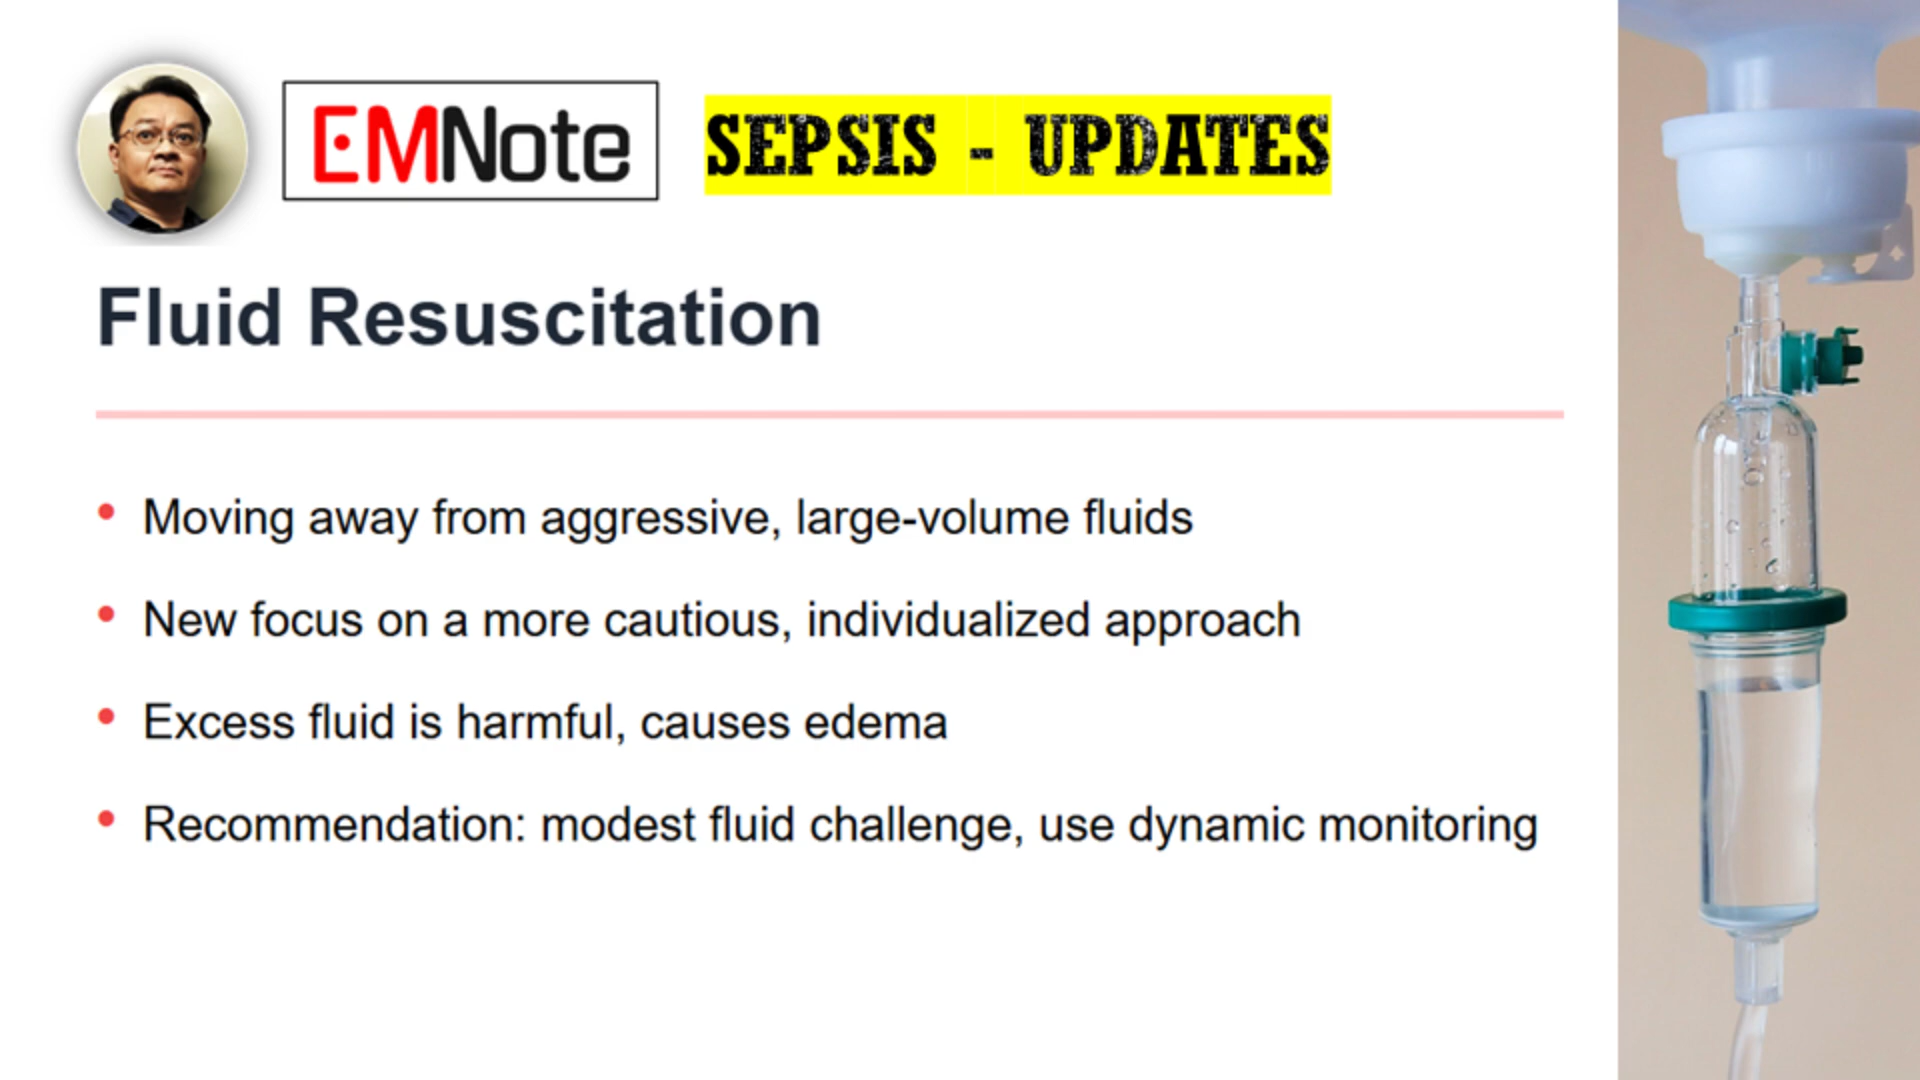 EMNote
SEPSIS - UPDATES
Fluid Resuscitation
• Moving away from aggressive, large-volume fluids
• New focus on a more cautious, individualized approach
• Excess fluid is harmful, causes edema
• Recommendation: modest fluid challenge, use dynamic monitoring